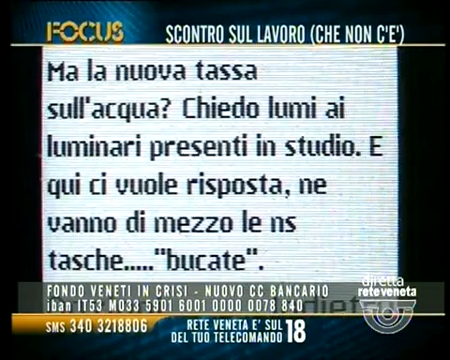 FOCUS SCONTRO SUL LAVORO (CHE NON C'E')
Ma la nuova tassa
sull'acqua? Chiedo lumi ai
luminari presenti in studio. E
qui ci vuole risposta, ne
vanno di mezzo le ns
tasche....."bucate".
diretta
reteveneta
FONDO VENETI IN CRISI - NUOVO CC BANCARIO
iban IT53 M033 5901 6001 0000 0078 840
SMS 340 3218806
RETE VENETA E' SUL 18
DEL TUO TELECOMANDO